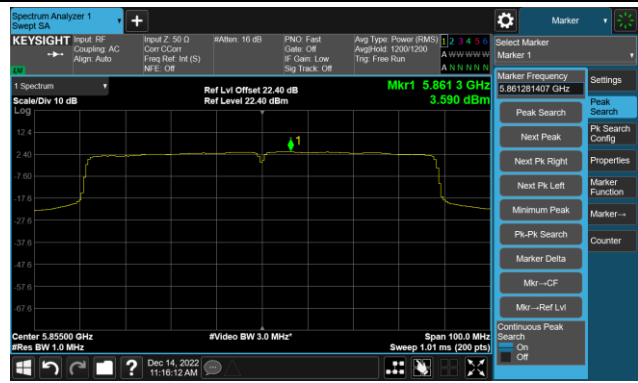 Spectrum Analyzer 1
Swept SA
Marker
KEYSIGHT
Input: RF
Coupling: AC
Align: Auto
Input Z: 50 Ω
Corr CCorr
Freq Ref: Int (S)
NFE: Off
#Atten: 16 dB
PNO: Fast
Gate: Off
IF Gain: Low
Sig Track: Off
Avg Type: Power (RMS)
Avg|Hold: 1200/1200
Trig: Free Run
1 2 3 4 5 6
A W W W W W
A N N N N N
LM
1 Spectrum
Scale/Div 10 dB
Log
Ref Lvl Offset 22.40 dB
Ref Level 22.40 dBm
Mkr1 5.861 3 GHz
3.590 dBm
1
12.4
2.40
-7.60
-17.6
-27.6
-37.6
-47.6
-57.6
-67.6
Center 5.85500 GHz
#Res BW 1.0 MHz
#Video BW 3.0 MHz*
Span 100.0 MHz
Sweep 1.01 ms (200 pts)
Dec 14, 2022
11:16:12 AM
Select Marker
Marker 1
Marker Frequency
5.861281407 GHz
Peak Search
Next Peak
Next Pk Right
Next Pk Left
Minimum Peak
Pk-Pk Search
Marker Delta
Mkr→CF
Mkr→Ref Lvl
Continuous Peak
Search
On
Off
Settings
Peak
Search
Pk Search
Config
Properties
Marker
Function
Marker→
Counter